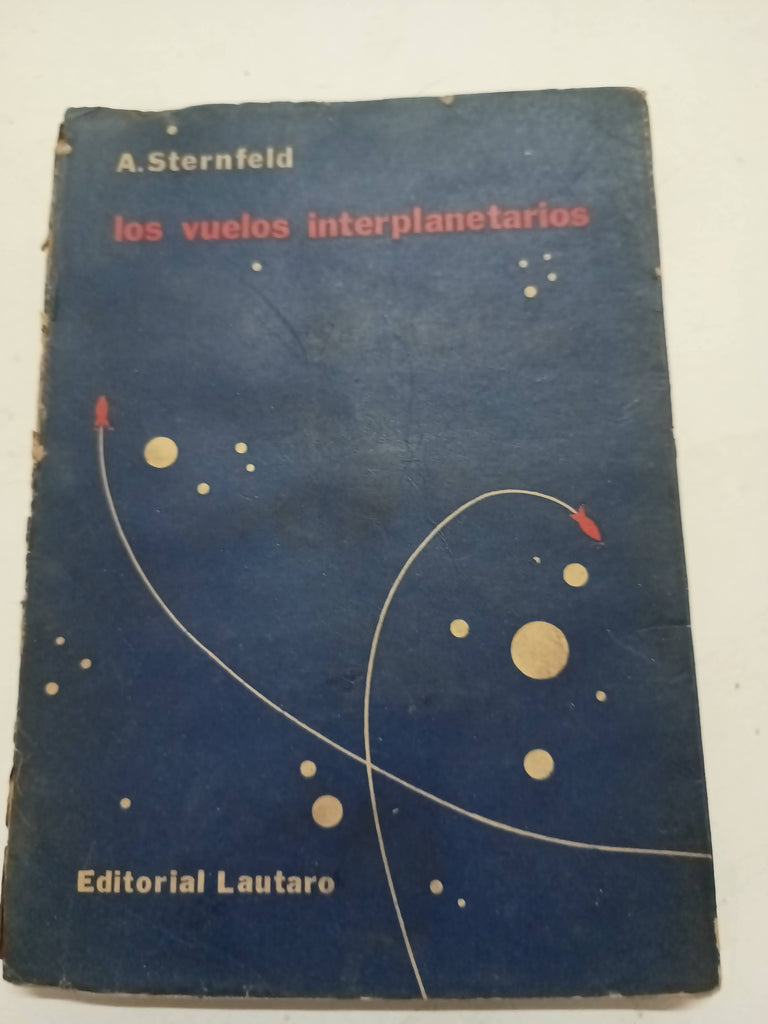 A. Sternfeld
los vuelos interplanetarios
Editorial Lautaro